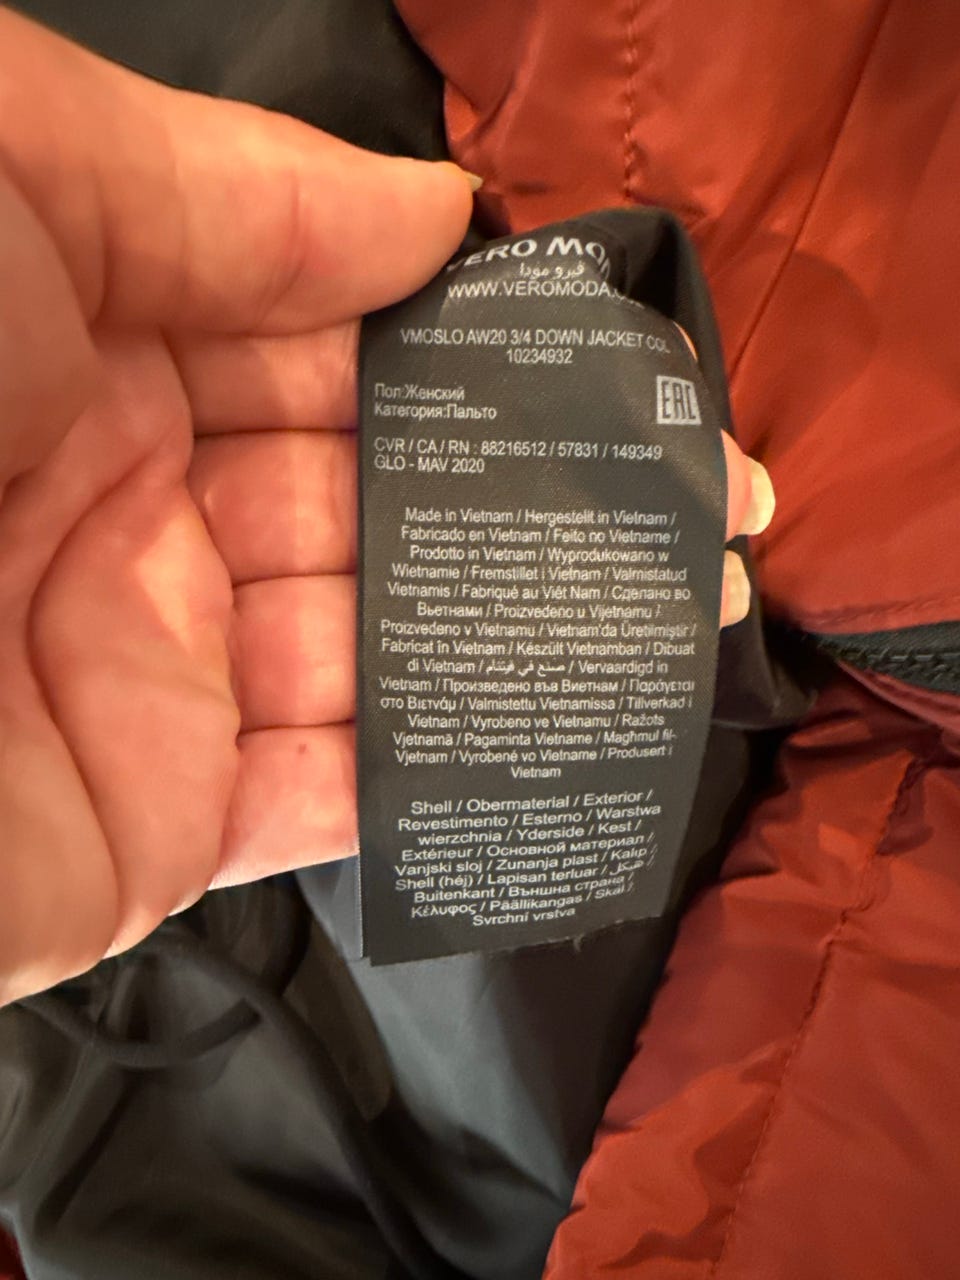 VERO MO
فيرو مودا
WWW.VEROMODA.
VMOSLO AW20 3/4 DOWN JACKET COL
10234932
Пол:Женский
Категория:Пальто
EAC
CVR / CA / RN : 88216512 / 57831 / 149349
GLO - MAV 2020
Made in Vietnam / Hergestellt in Vietnam /
Fabricado en Vietnam / Feito no Vietname /
Prodotto in Vietnam / Wyprodukowano w
Wietnamie / Fremstillet i Vietnam / Valmistatud
Vietnamis / Fabriqué au Viêt Nam / Сделано во
Вьетнами / Proizvedeno u Vijetnamu /
Proizvedeno v Vietnamu / Vietnam'da Üretilmiştir /
Fabricat în Vietnam / Készült Vietnamban / Dibuat
di Vietnam / صنع في فيتنام / Vervaardigd in
Vietnam / Произведено във Виетнам / Παράγεται
στο Βιετνάμ / Valmistettu Vietnamissa / Tillverkad i
Vietnam / Vyrobeno ve Vietnamu / Ražots
Vjetnamā / Pagaminta Vietname / Magħmul fil-
Vjetnam / Vyrobené vo Vietname / Produsert i
Vietnam
Shell / Obermaterial / Exterior /
Revestimento / Esterno / Warstwa
wierzchnia / Yderside / Kest /
Extérieur / Основной материал /
Vanjski sloj / Zunanja plast / Kalıp /
Shell (héj) / Lapisan terluar / هيكل /
Buitenkant / Външна страна /
Κέλυφος / Päällikangas / Skal /
Svrchní vrstva